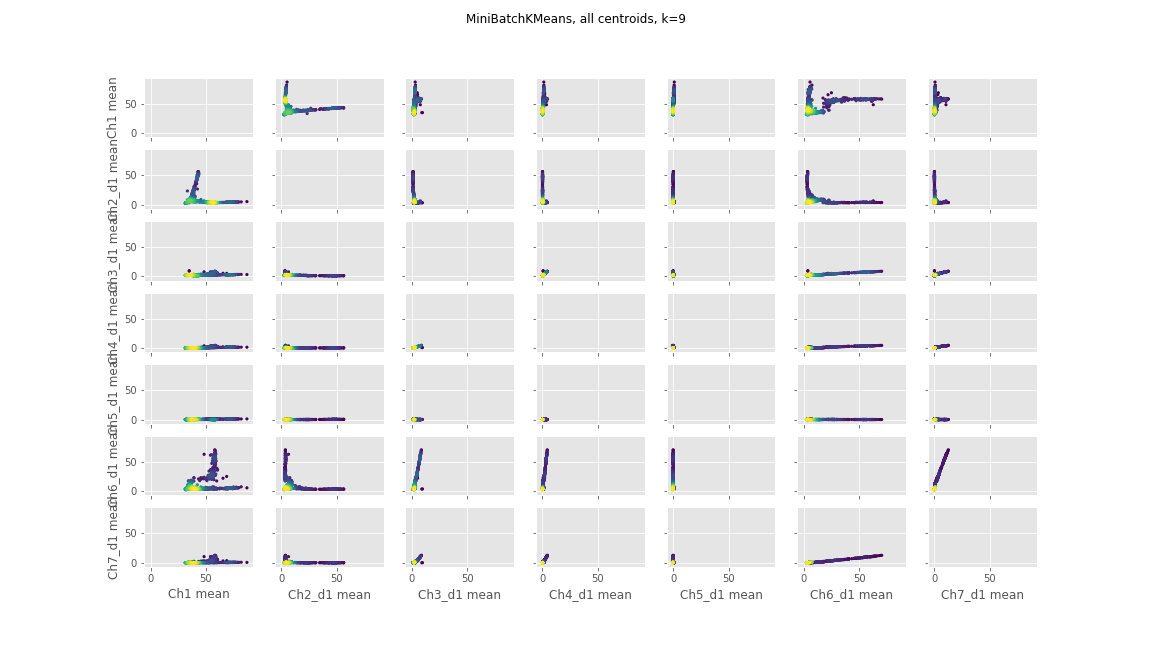 MiniBatchKMeans, all centroids, k=9
Ch1 mean
50
0
Ch2_d1 mean
50
0
Ch3_d1 mean
50
0
Ch4_d1 mean
50
0
Ch5_d1 mean
50
0
Ch6_d1 mean
50
0
Ch7_d1 mean
50
0
0 50 0 50 0 50 0 50 0 50 0 50 0 50
Ch1 mean Ch2_d1 mean Ch3_d1 mean Ch4_d1 mean Ch5_d1 mean Ch6_d1 mean Ch7_d1 mean